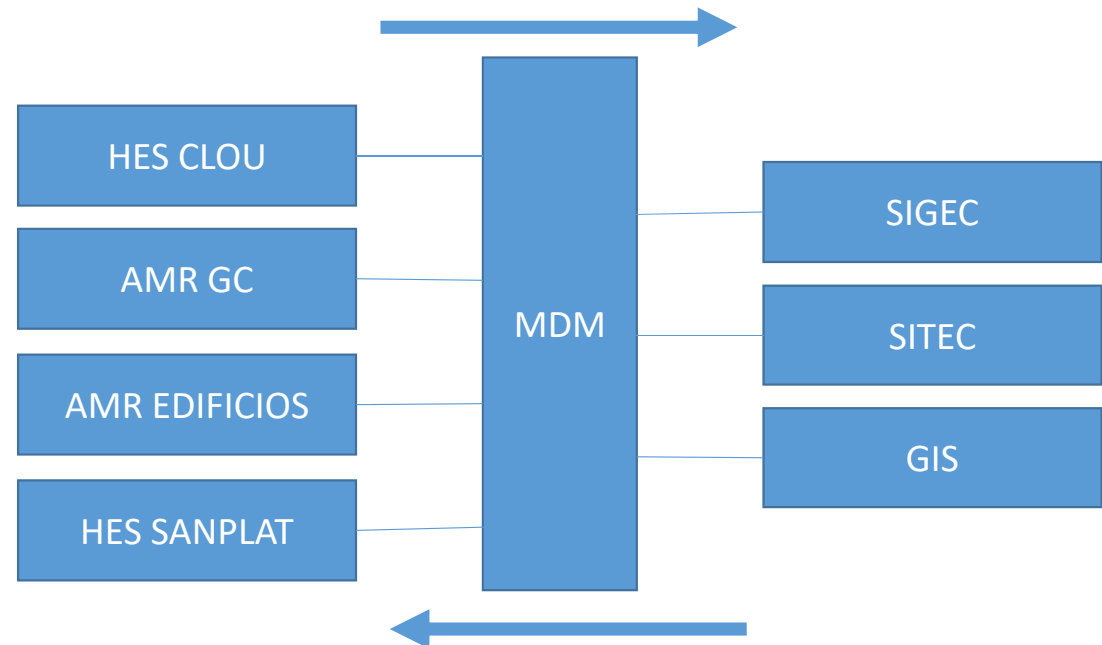 HES CLOU
AMR GC
AMR EDIFICIOS
HES SANPLAT
MDM
SIGEC
SITEC
GIS